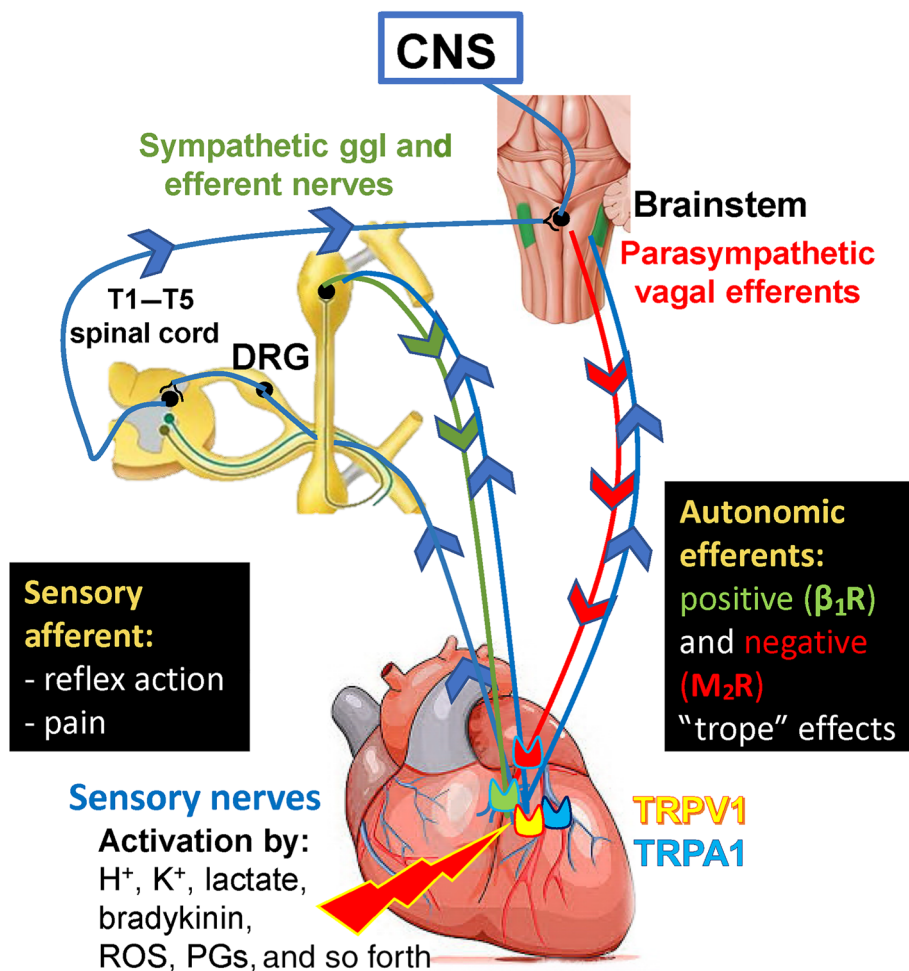 CNS
Sympathetic ggl and
efferent nerves
Brainstem
Parasympathetic
vagal efferents
T1—T5
spinal cord
DRG
Autonomic
efferents:
positive (β₁R)
and negative
(M₂R)
"trope" effects
Sensory
afferent:
- reflex action
- pain
Sensory nerves
Activation by:
H⁺, K⁺, lactate,
bradykinin,
ROS, PGs, and so forth
TRPV1
TRPA1